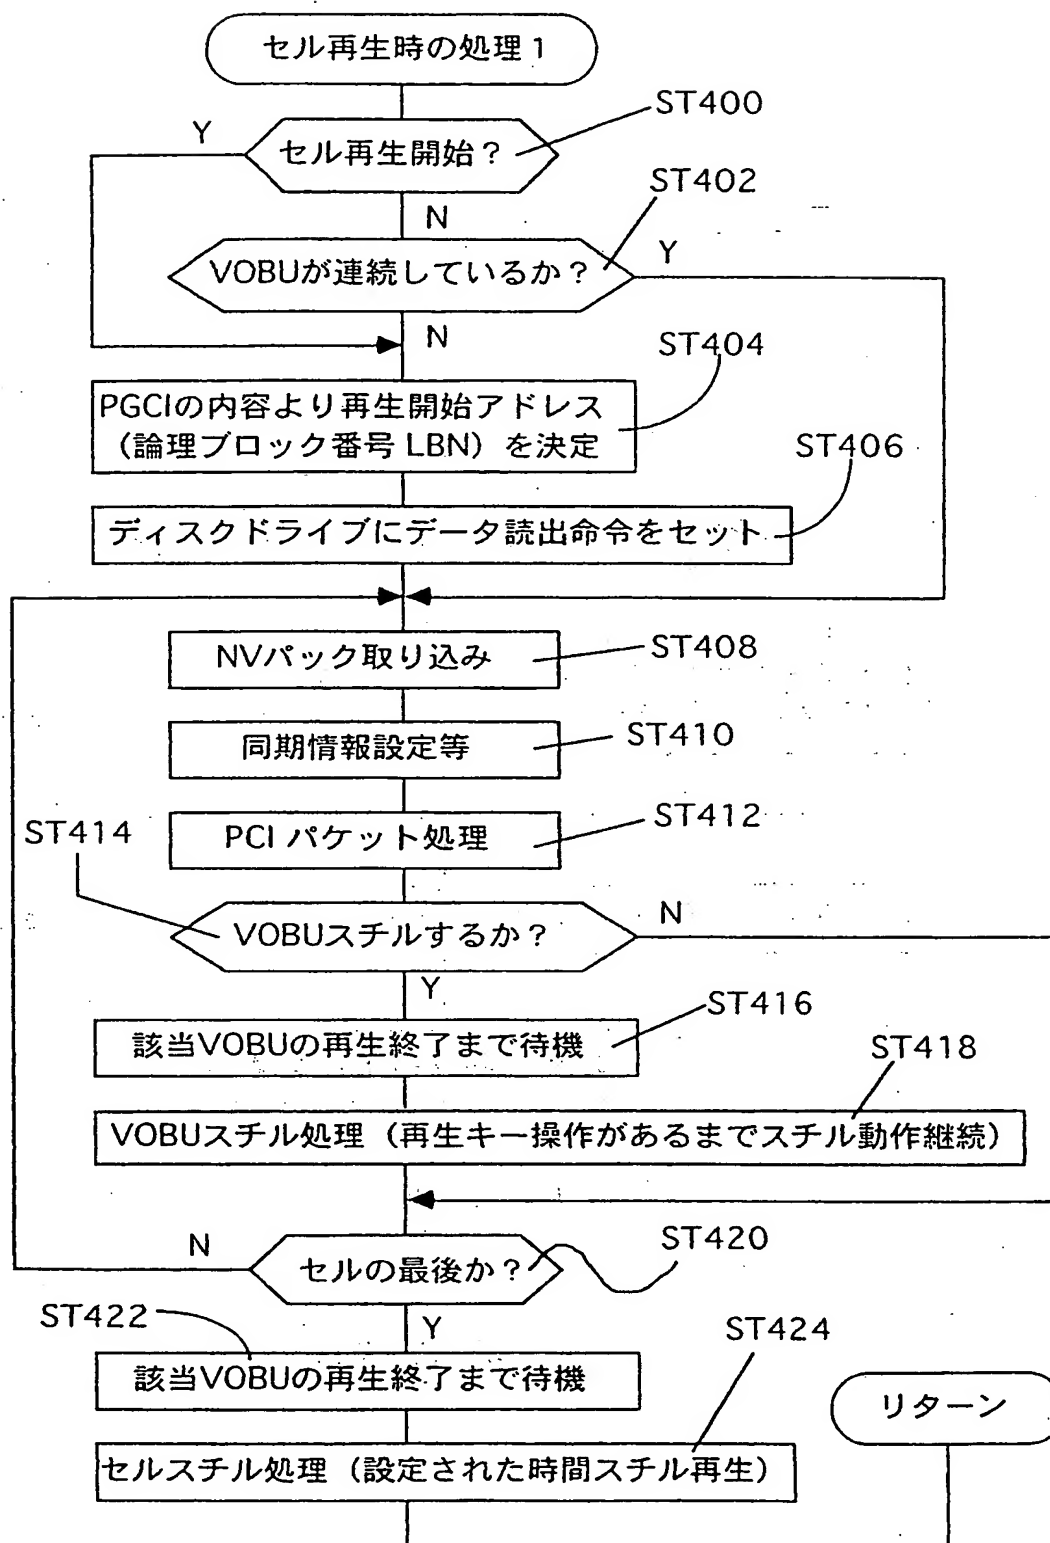 セル再生時の処理1
ST400
Y
セル再生開始?
ST402
N
VOBUが連続しているか?
Y
N
ST404
PGCIの内容より再生開始アドレス
(論理ブロック番号 LBN)を決定
ST406
ディスクドライブにデータ読出命令をセット
NVパック取り込み
ST408
同期情報設定等
ST410
ST414
PCI パケット処理
ST412
VOBUスチルするか?
N
Y
ST416
該当VOBUの再生終了まで待機
ST418
VOBUスチル処理(再生キー操作があるまでスチル動作継続)
N
セルの最後か?
ST420
ST422
Y
ST424
該当VOBUの再生終了まで待機
リターン
セルスチル処理(設定された時間スチル再生)